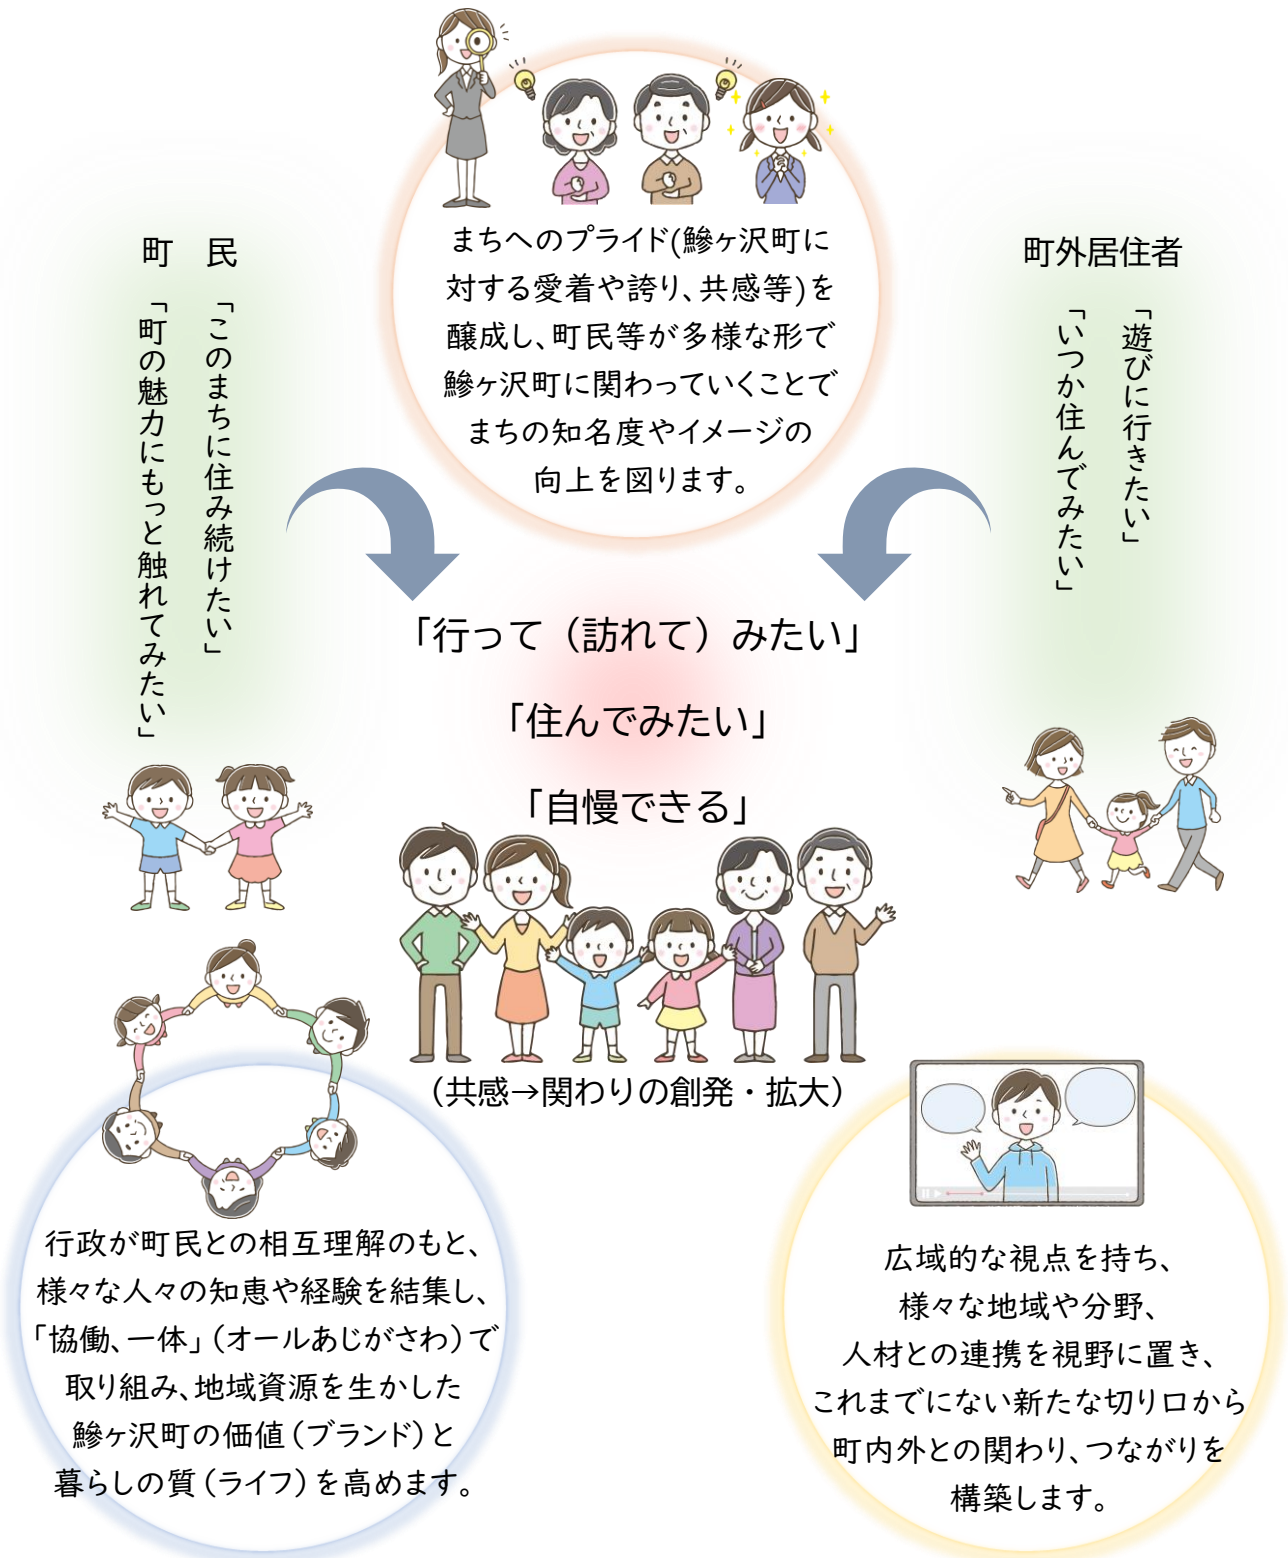 まちへのプライド(鰺ヶ沢町に
対する愛着や誇り、共感等)を
醸成し、町民等が多様な形で
鰺ヶ沢町に関わっていくことで
まちの知名度やイメージの
向上を図ります。
町　民
「このまちに住み続けたい」
「町の魅力にもっと触れてみたい」
町外居住者
「遊びに行きたい」
「いつか住んでみたい」
「行って（訪れて）みたい」
「住んでみたい」
「自慢できる」
（共感→関わりの創発・拡大）
行政が町民との相互理解のもと、
様々な人々の知恵や経験を結集し、
「協働、一体」（オールあじがさわ）で
取り組み、地域資源を生かした
鰺ヶ沢町の価値（ブランド）と
暮らしの質（ライフ）を高めます。
広域的な視点を持ち、
様々な地域や分野、
人材との連携を視野に置き、
これまでにない新たな切り口から
町内外との関わり、つながりを
構築します。